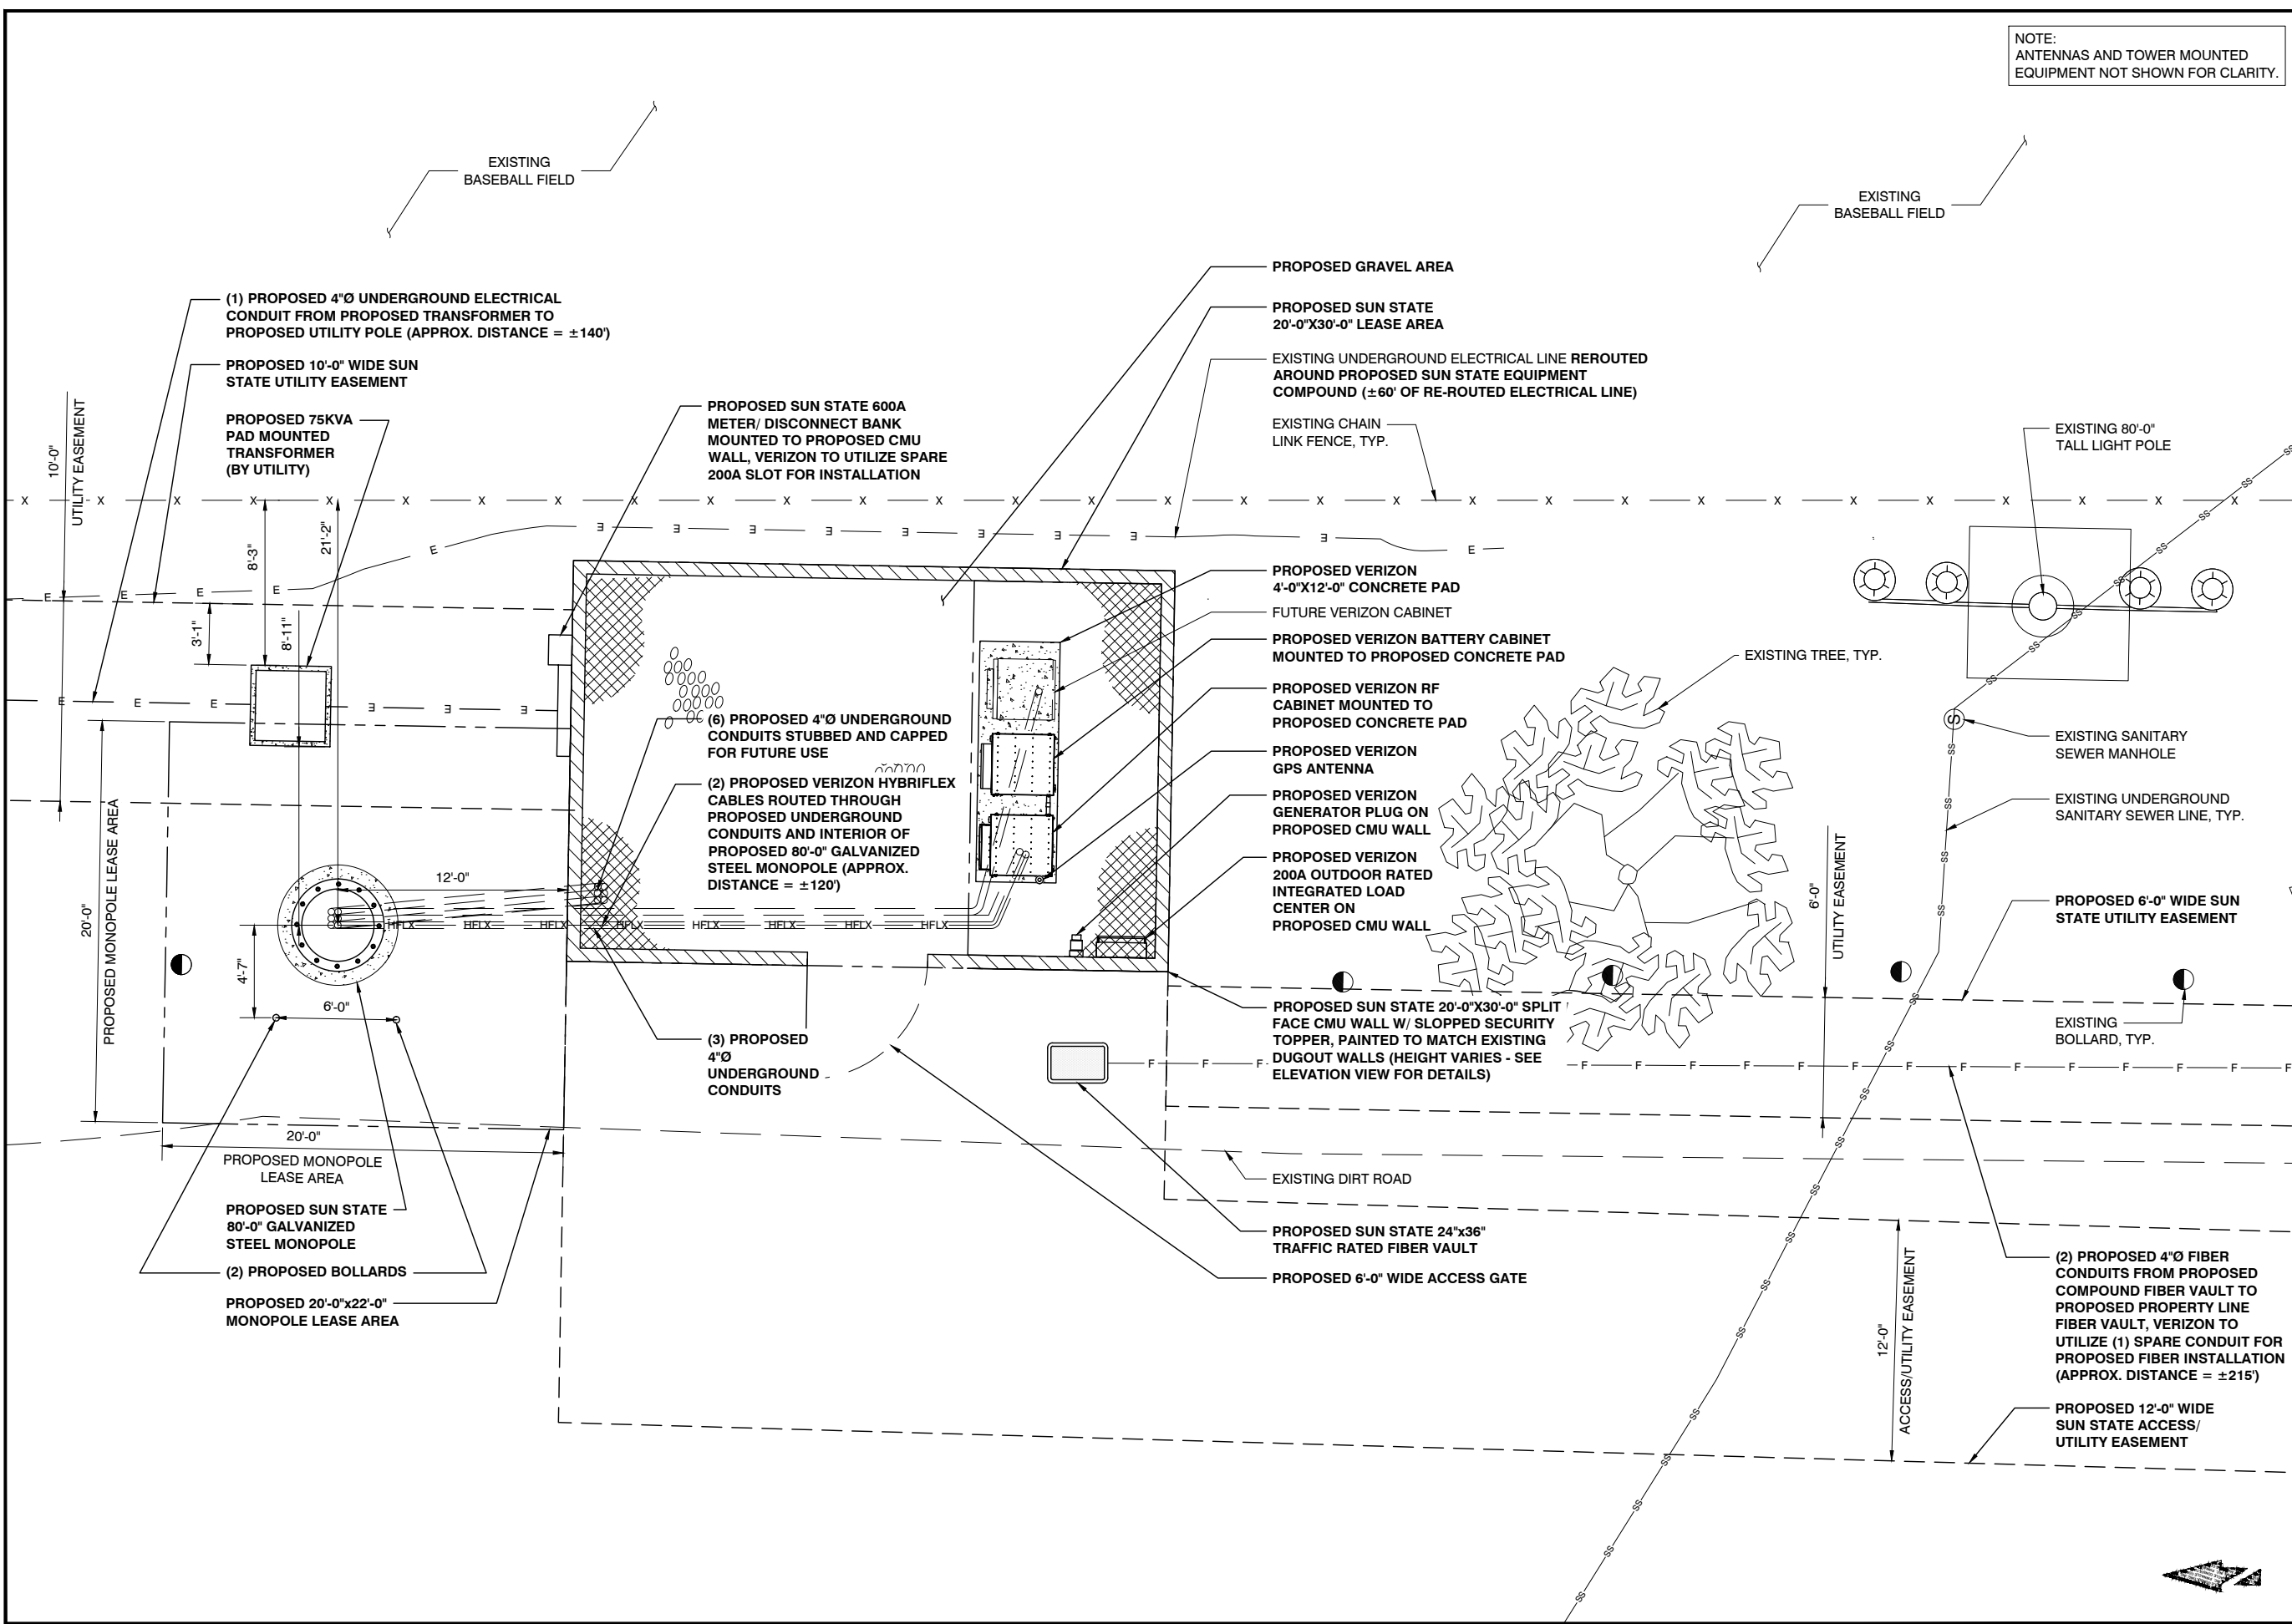 NOTE:
ANTENNAS AND TOWER MOUNTED
EQUIPMENT NOT SHOWN FOR CLARITY.
EXISTING
BASEBALL FIELD
EXISTING
BASEBALL FIELD
(1) PROPOSED 4"Ø UNDERGROUND ELECTRICAL
CONDUIT FROM PROPOSED TRANSFORMER TO
PROPOSED UTILITY POLE (APPROX. DISTANCE = ±140')
PROPOSED 10'-0" WIDE SUN
STATE UTILITY EASEMENT
PROPOSED 75KVA
PAD MOUNTED
TRANSFORMER
(BY UTILITY)
10'-0"
UTILITY EASEMENT
PROPOSED SUN STATE 600A
METER/ DISCONNECT BANK
MOUNTED TO PROPOSED CMU
WALL, VERIZON TO UTILIZE SPARE
200A SLOT FOR INSTALLATION
PROPOSED GRAVEL AREA
PROPOSED SUN STATE
20'-0"X30'-0" LEASE AREA
EXISTING UNDERGROUND ELECTRICAL LINE REROUTED
AROUND PROPOSED SUN STATE EQUIPMENT
COMPOUND (±60' OF RE-ROUTED ELECTRICAL LINE)
EXISTING CHAIN
LINK FENCE, TYP.
EXISTING 80'-0"
TALL LIGHT POLE
8'-3"
21'-2"
3'-1"
8'-11"
PROPOSED VERIZON
4'-0"X12'-0" CONCRETE PAD
FUTURE VERIZON CABINET
PROPOSED VERIZON BATTERY CABINET
MOUNTED TO PROPOSED CONCRETE PAD
PROPOSED VERIZON RF
CABINET MOUNTED TO
PROPOSED CONCRETE PAD
PROPOSED VERIZON
GPS ANTENNA
PROPOSED VERIZON
GENERATOR PLUG ON
PROPOSED CMU WALL
PROPOSED VERIZON
200A OUTDOOR RATED
INTEGRATED LOAD
CENTER ON
PROPOSED CMU WALL
EXISTING TREE, TYP.
(6) PROPOSED 4"Ø UNDERGROUND
CONDUITS STUBBED AND CAPPED
FOR FUTURE USE
(2) PROPOSED VERIZON HYBRIFLEX
CABLES ROUTED THROUGH
PROPOSED UNDERGROUND
CONDUITS AND INTERIOR OF
PROPOSED 80'-0" GALVANIZED
STEEL MONOPOLE (APPROX.
DISTANCE = ±120')
12'-0"
HFLX HFLX HFLX HFLX HFLX HFLX HFLX HFLX
20'-0"
PROPOSED MONOPOLE LEASE AREA
4'-7"
6'-0"
S
EXISTING SANITARY
SEWER MANHOLE
EXISTING UNDERGROUND
SANITARY SEWER LINE, TYP.
6'-0"
UTILITY EASEMENT
PROPOSED 6'-0" WIDE SUN
STATE UTILITY EASEMENT
EXISTING
BOLLARD, TYP.
PROPOSED SUN STATE 20'-0"X30'-0" SPLIT
FACE CMU WALL W/ SLOPPED SECURITY
TOPPER, PAINTED TO MATCH EXISTING
DUGOUT WALLS (HEIGHT VARIES - SEE
ELEVATION VIEW FOR DETAILS)
(3) PROPOSED
4"Ø
UNDERGROUND
CONDUITS
20'-0"
PROPOSED MONOPOLE
LEASE AREA
PROPOSED SUN STATE
80'-0" GALVANIZED
STEEL MONOPOLE
(2) PROPOSED BOLLARDS
PROPOSED 20'-0"x22'-0"
MONOPOLE LEASE AREA
EXISTING DIRT ROAD
PROPOSED SUN STATE 24"x36"
TRAFFIC RATED FIBER VAULT
PROPOSED 6'-0" WIDE ACCESS GATE
12'-0"
ACCESS/UTILITY EASEMENT
(2) PROPOSED 4"Ø FIBER
CONDUITS FROM PROPOSED
COMPOUND FIBER VAULT TO
PROPOSED PROPERTY LINE
FIBER VAULT, VERIZON TO
UTILIZE (1) SPARE CONDUIT FOR
PROPOSED FIBER INSTALLATION
(APPROX. DISTANCE = ±215')
PROPOSED 12'-0" WIDE
SUN STATE ACCESS/
UTILITY EASEMENT